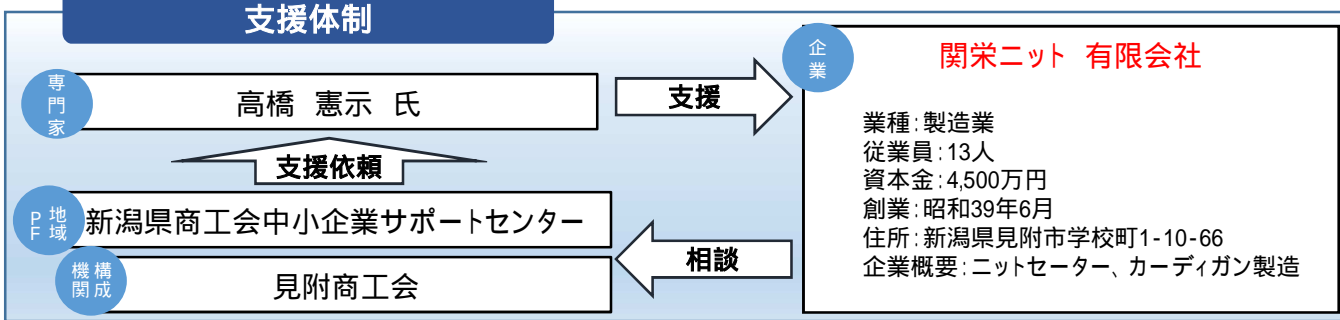 支援体制
専門家
高橋 憲示 氏
支援依頼
地域PF
新潟県商工会中小企業サポートセンター
構成機関
見附商工会
支援
相談
企業
関栄ニット 有限会社
業種:製造業
従業員:13人
資本金:4,500万円
創業:昭和39年6月
住所:新潟県見附市学校町1-10-66
企業概要:ニットセーター、カーディガン製造